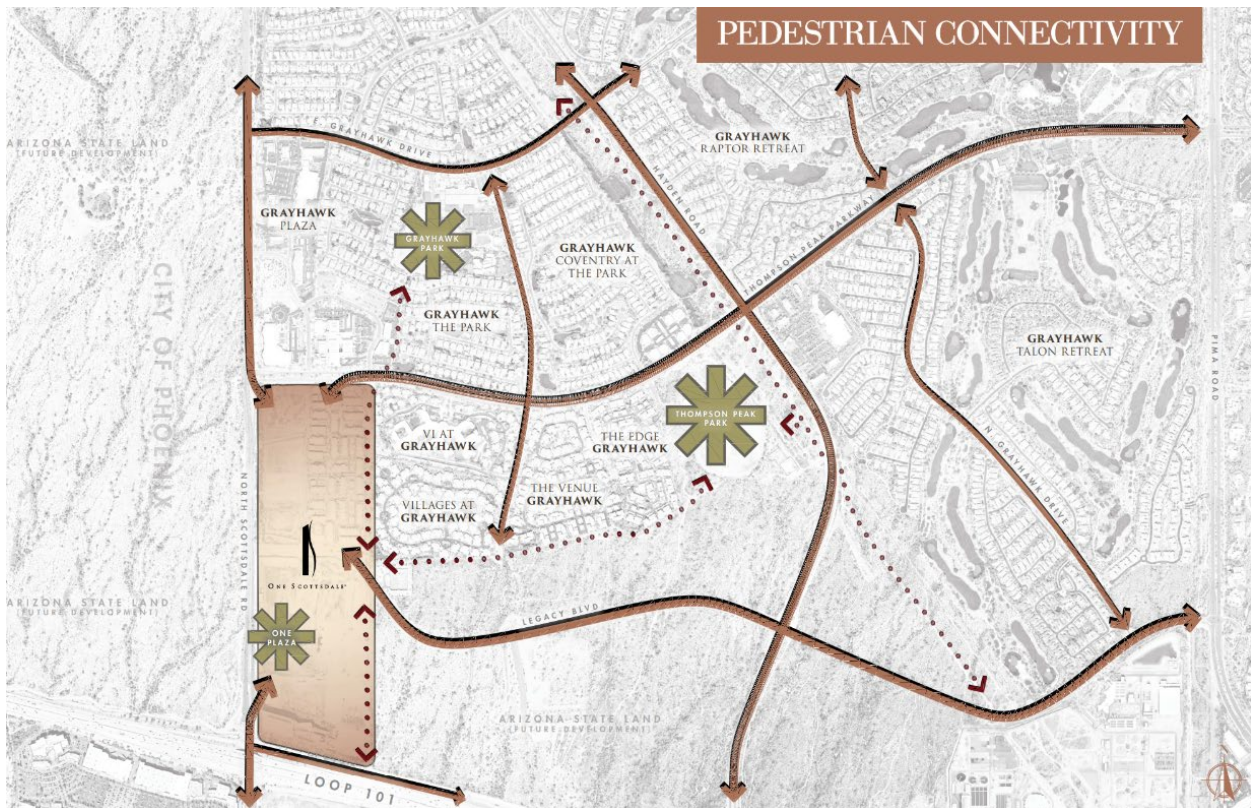 PEDESTRIAN CONNECTIVITY
E. GRAYHAWK DRIVE
ARIZONA STATE LAND
(FUTURE DEVELOPMENT)
GRAYHAWK
RAPTOR RETREAT
HAYDEN ROAD
GRAYHAWK
PLAZA
GRAYHAWK
PARK
GRAYHAWK
COVENTRY AT
THE PARK
THOMPSON PEAK PARKWAY
CITY OF PHOENIX
GRAYHAWK
THE PARK
GRAYHAWK
TALON RETREAT
PIMA ROAD
THOMPSON PEAK
PARK
VI AT
GRAYHAWK
THE EDGE
GRAYHAWK
VILLAGES AT
GRAYHAWK
THE VENUE
GRAYHAWK
N. GRAYHAWK DRIVE
NORTH SCOTTSDALE RD
ONE SCOTTSDALE
ARIZONA STATE LAND
(FUTURE DEVELOPMENT)
LEGACY BLVD
ONE
PLAZA
ARIZONA STATE LAND
(FUTURE DEVELOPMENT)
LOOP 101